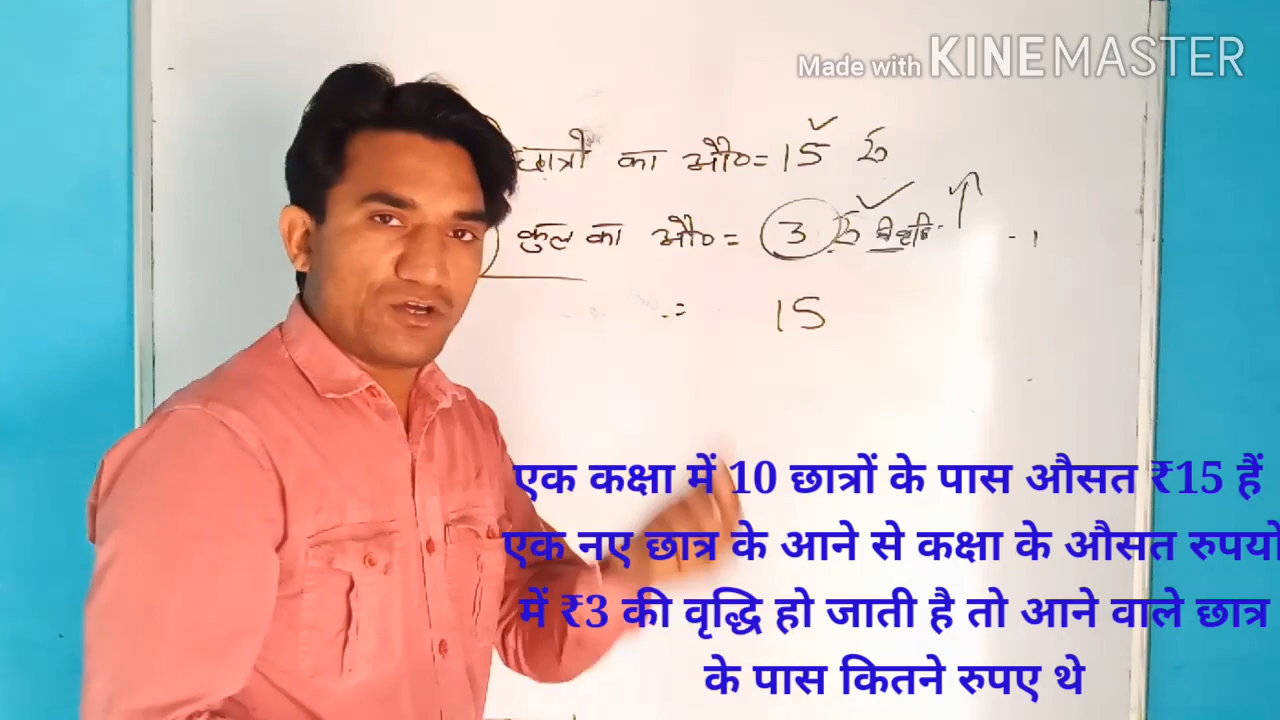 Made with KINEMASTER
छात्रों का औ०= 15 रु
कुल का औ०= 3 रु की वृद्धि
= 15
एक कक्षा में 10 छात्रों के पास औसत ₹15 हैं
एक नए छात्र के आने से कक्षा के औसत रुपयो
में ₹3 की वृद्धि हो जाती है तो आने वाले छात्र
के पास कितने रुपए थे